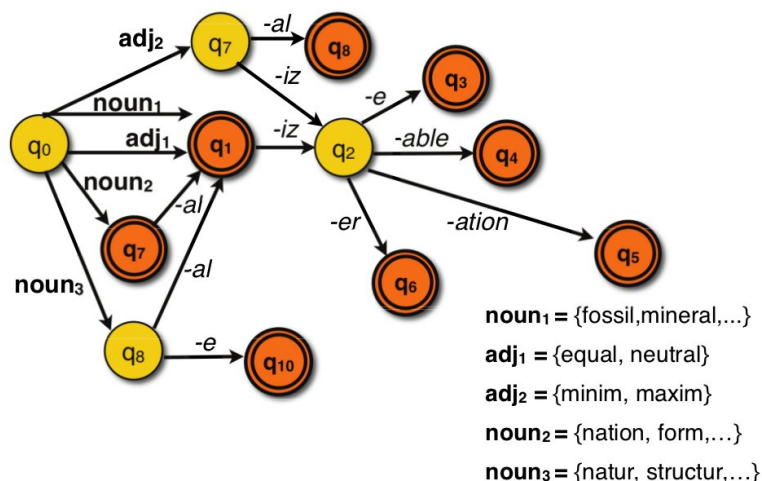 -al
adj₂
q₇
q₈
-iz
-e
q₃
noun₁
q₀
adj₁
q₁
-iz
q₂
-able
q₄
noun₂
-al
q₇
-er
-ation
q₅
-al
q₆
noun₃
noun₁ = {fossil,mineral,...}
q₈
-e
q₁₀
adj₁ = {equal, neutral}
adj₂ = {minim, maxim}
noun₂ = {nation, form,...}
noun₃ = {natur, structur,...}